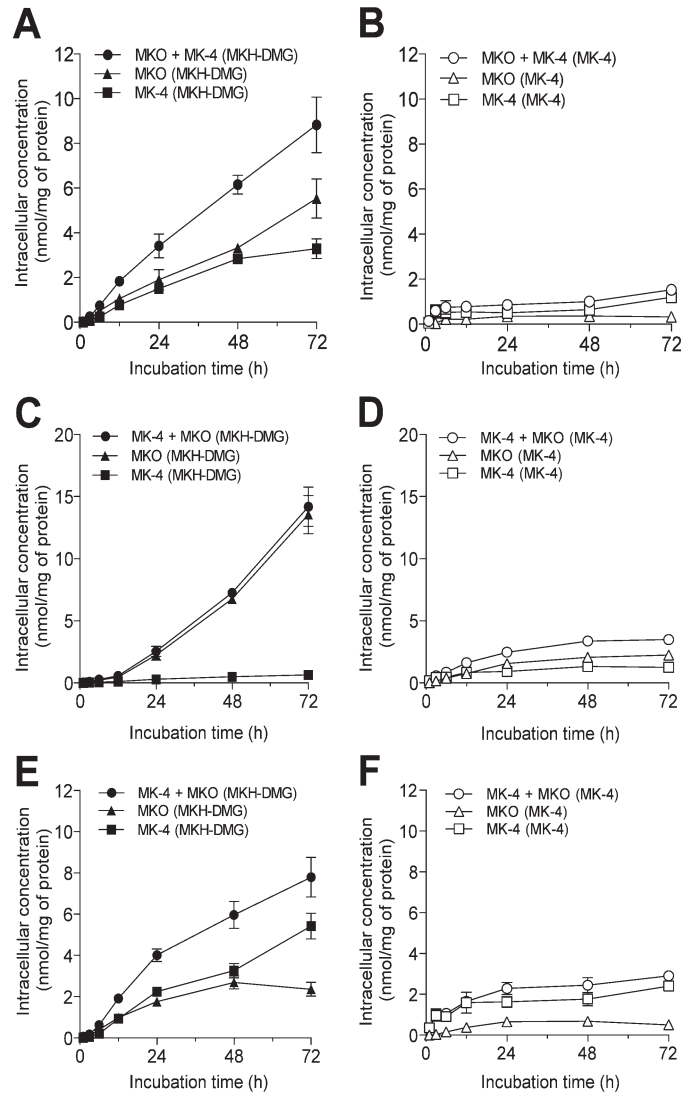 A
12
10
8
6
4
2
0
Intracellular concentration
(nmol/mg of protein)
MKO + MK-4 (MKH-DMG)
MKO (MKH-DMG)
MK-4 (MKH-DMG)
0 24 48 72
Incubation time (h)
B
12
10
8
6
4
2
0
Intracellular concentration
(nmol/mg of protein)
MKO + MK-4 (MK-4)
MKO (MK-4)
MK-4 (MK-4)
0 24 48 72
Incubation time (h)
C
20
15
10
5
0
Intracellular concentration
(nmol/mg of protein)
MK-4 + MKO (MKH-DMG)
MKO (MKH-DMG)
MK-4 (MKH-DMG)
0 24 48 72
Incubation time (h)
D
20
15
10
5
0
Intracellular concentration
(nmol/mg of protein)
MK-4 + MKO (MK-4)
MKO (MK-4)
MK-4 (MK-4)
0 24 48 72
Incubation time (h)
E
12
10
8
6
4
2
0
Intracellular concentration
(nmol/mg of protein)
MK-4 + MKO (MKH-DMG)
MKO (MKH-DMG)
MK-4 (MKH-DMG)
0 24 48 72
Incubation time (h)
F
12
10
8
6
4
2
0
Intracellular concentration
(nmol/mg of protein)
MK-4 + MKO (MK-4)
MKO (MK-4)
MK-4 (MK-4)
0 24 48 72
Incubation time (h)